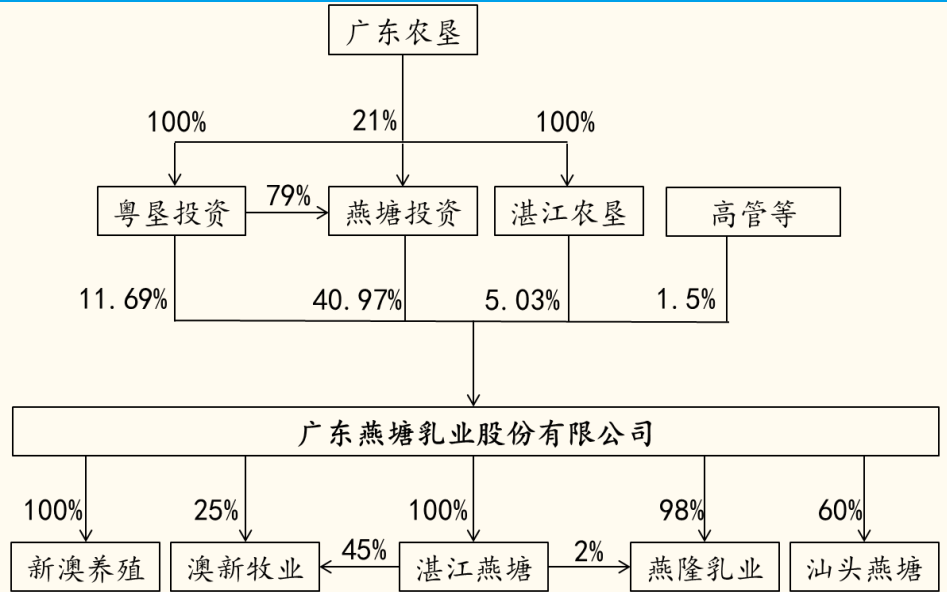 广东农垦
100% 21% 100%
粤垦投资 79% 燕塘投资 湛江农垦 高管等
11.69% 40.97% 5.03% 1.5%
广东燕塘乳业股份有限公司
100% 25% 100% 98% 60%
新澳养殖 澳新牧业 45% 湛江燕塘 2% 燕隆乳业 汕头燕塘